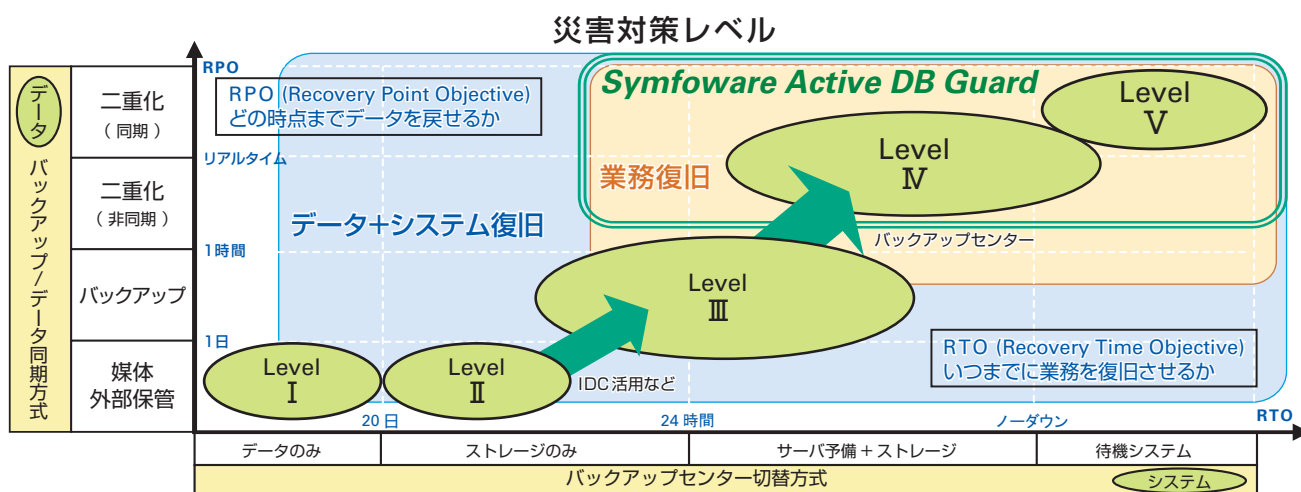 災害対策レベル
RPO
RPO (Recovery Point Objective)
どの時点までデータを戻せるか
Symfoware Active DB Guard
Level
Ⅴ
データ
バックアップ/データ同期方式
二重化
(同期)
リアルタイム
Level
Ⅳ
業務復旧
二重化
(非同期)
データ+システム復旧
バックアップセンター
1時間
バックアップ
Level
Ⅲ
1日
RTO (Recovery Time Objective)
いつまでに業務を復旧させるか
媒体
外部保管
Level
Ⅰ
Level
Ⅱ
IDC活用など
20日
24時間
ノーダウン
RTO
データのみ
ストレージのみ
サーバ予備+ストレージ
待機システム
バックアップセンター切替方式
システム